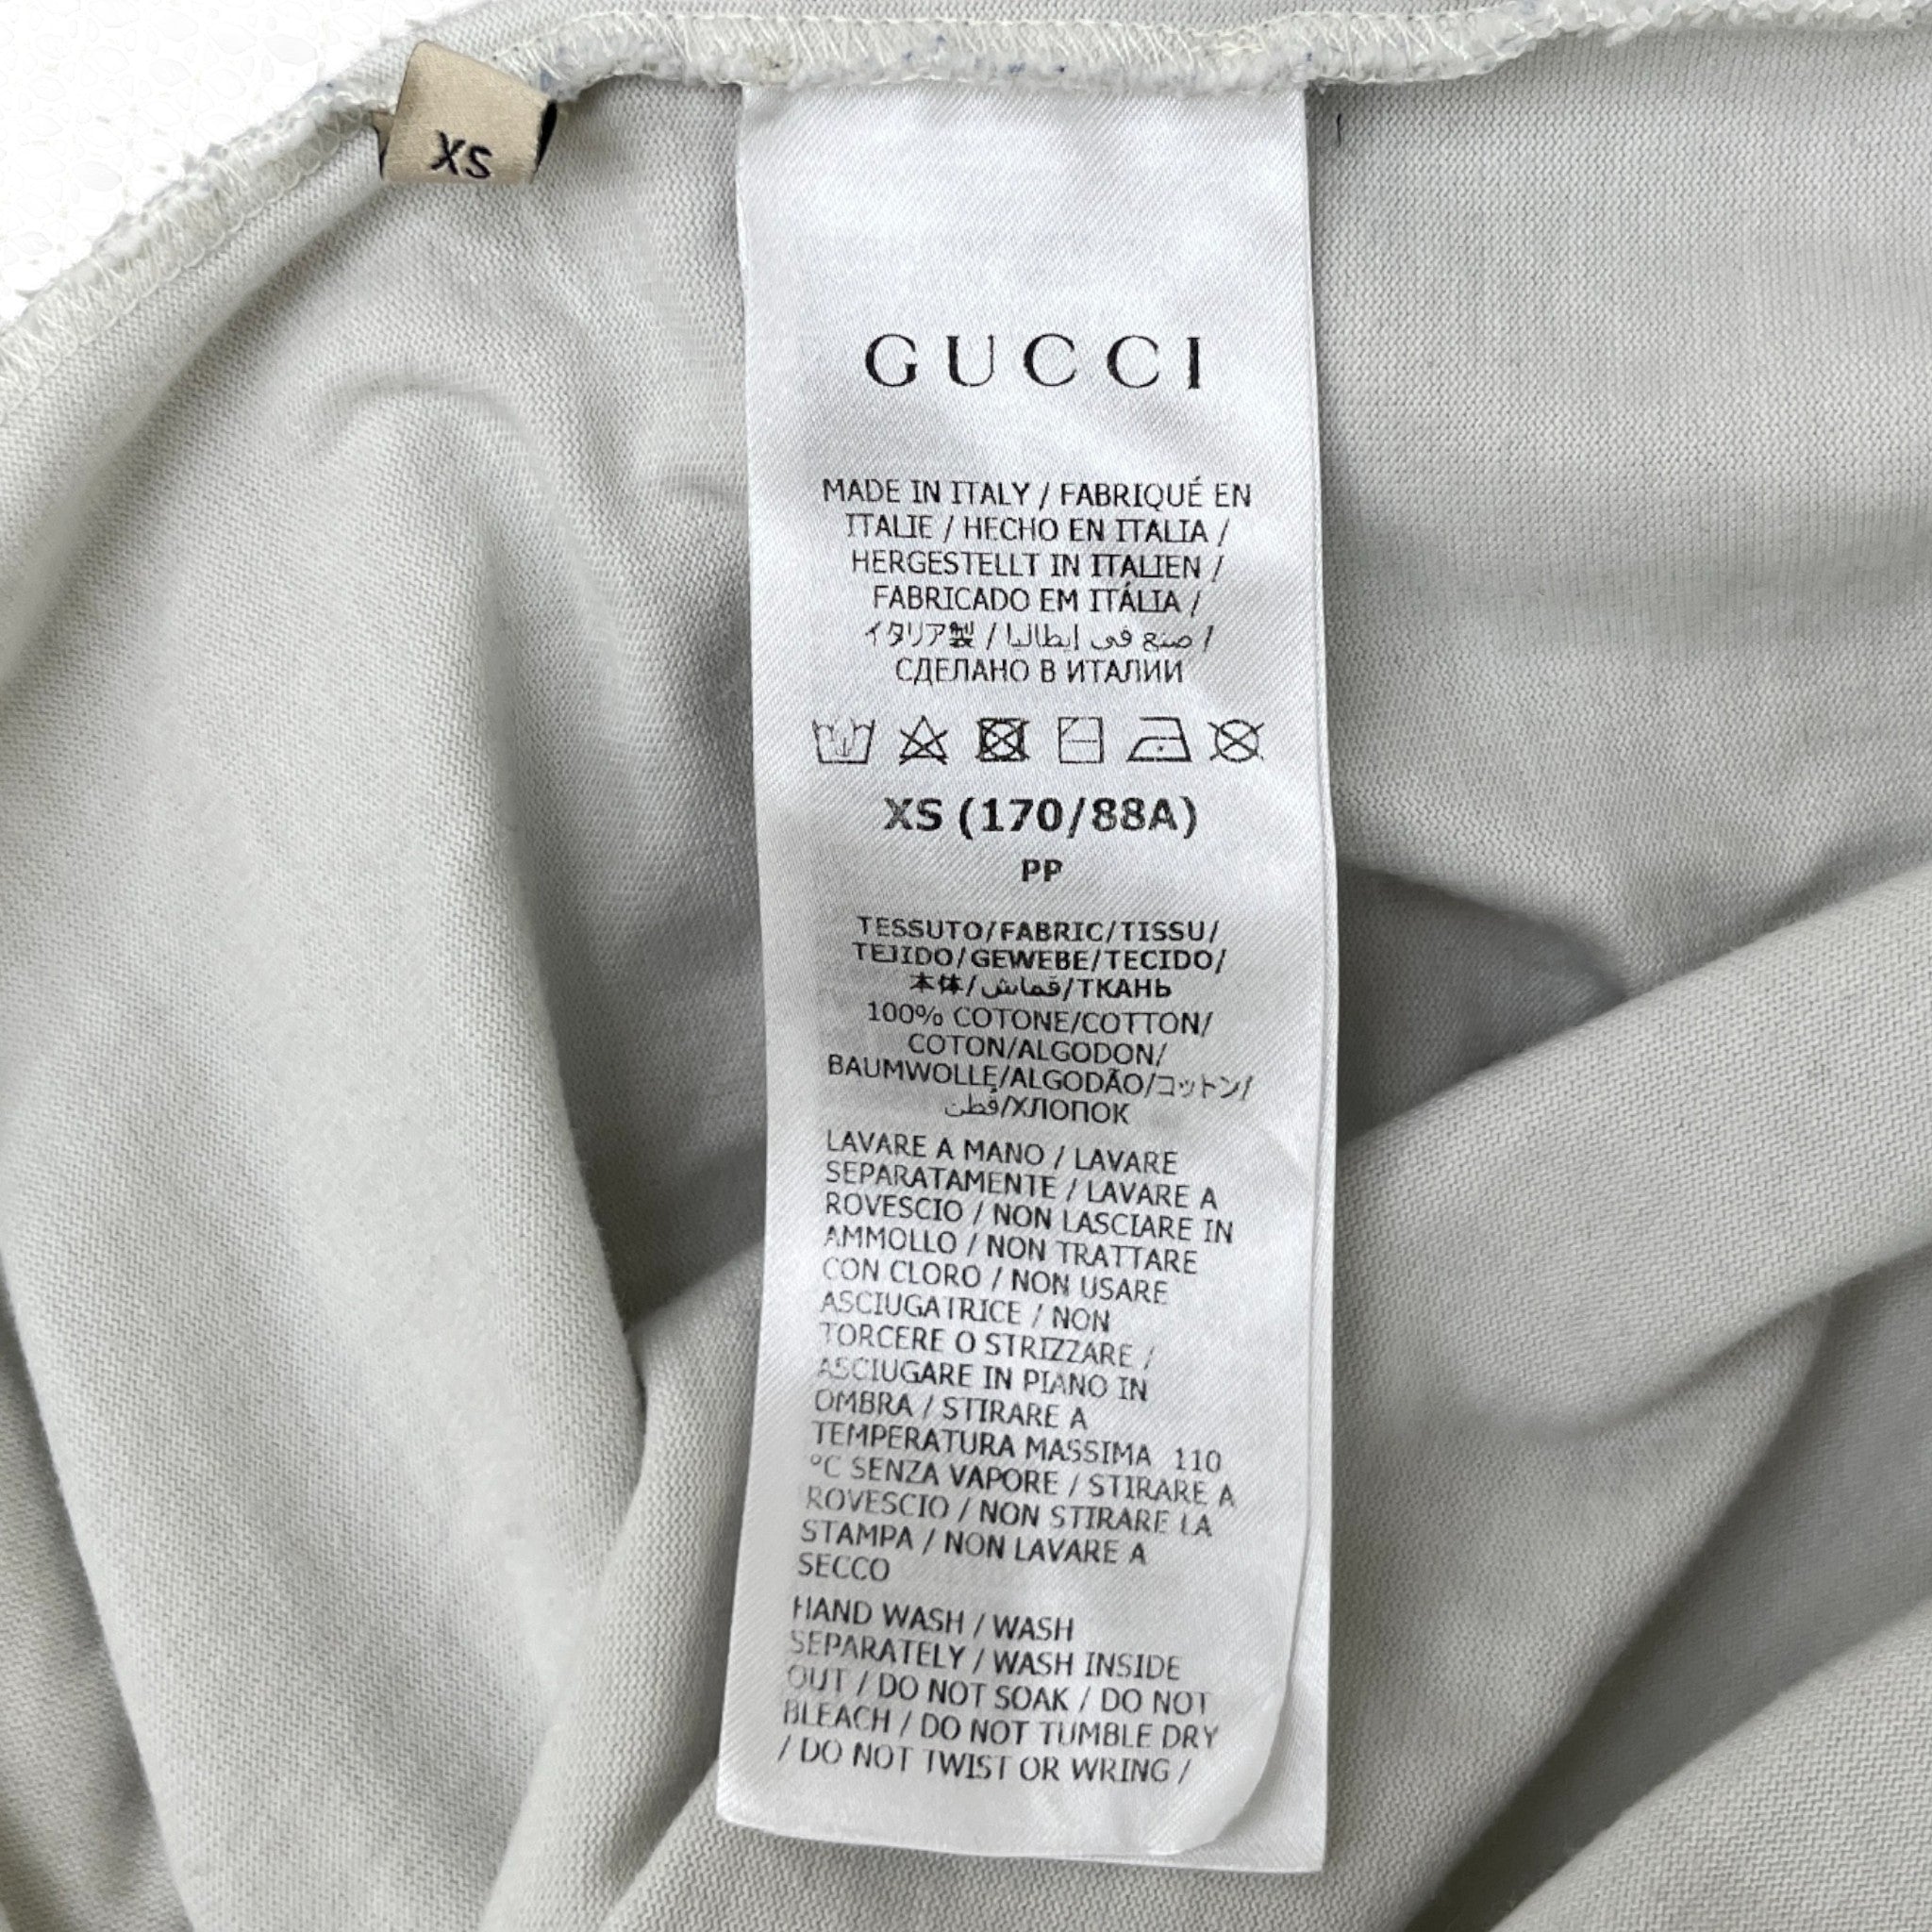 XS
GUCCI
MADE IN ITALY / FABRIQUÉ EN
ITALIE / HECHO EN ITALIA /
HERGESTELLT IN ITALIEN /
FABRICADO EM ITÁLIA /
イタリア製 / صنع في إيطاليا /
СДЕЛАНО В ИТАЛИИ
XS (170/88A)
PP
TESSUTO/FABRIC/TISSU/
TEJIDO/GEWEBE/TECIDO/
本体/قماش/ТКАНЬ
100% COTONE/COTTON/
COTON/ALGODON/
BAUMWOLLE/ALGODÃO/コットン/
قطن/ХЛОПОК
LAVARE A MANO / LAVARE
SEPARATAMENTE / LAVARE A
ROVESCIO / NON LASCIARE IN
AMMOLLO / NON TRATTARE
CON CLORO / NON USARE
ASCIUGATRICE / NON
TORCERE O STRIZZARE /
ASCIUGARE IN PIANO IN
OMBRA / STIRARE A
TEMPERATURA MASSIMA 110
°C SENZA VAPORE / STIRARE A
ROVESCIO / NON STIRARE LA
STAMPA / NON LAVARE A
SECCO
HAND WASH / WASH
SEPARATELY / WASH INSIDE
OUT / DO NOT SOAK / DO NOT
BLEACH / DO NOT TUMBLE DRY
/ DO NOT TWIST OR WRING /